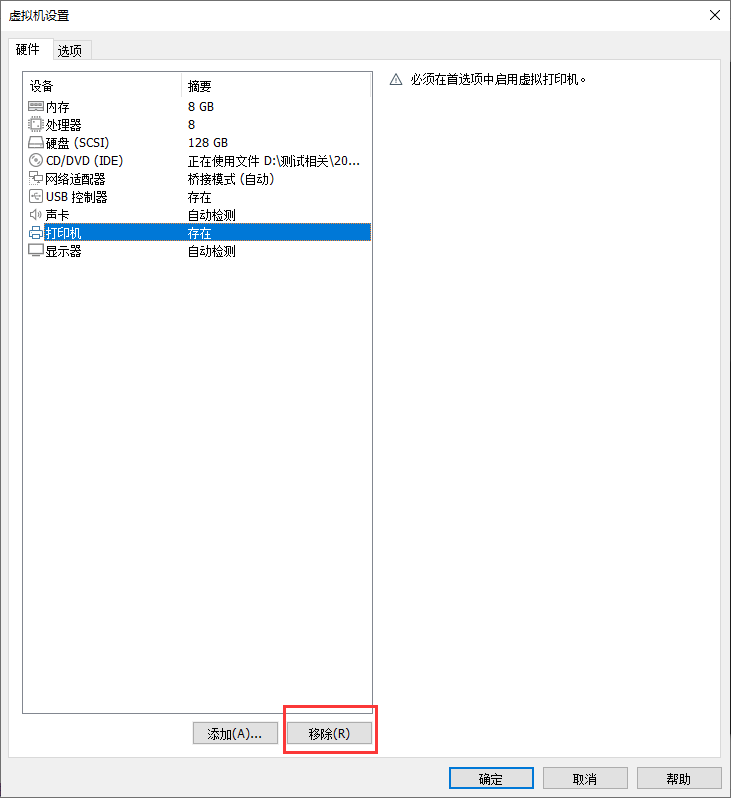 虚拟机设置
硬件 选项
设备 摘要
内存 8 GB
处理器 8
硬盘 (SCSI) 128 GB
CD/DVD (IDE) 正在使用文件 D:\测试相关\20...
网络适配器 桥接模式 (自动)
USB 控制器 存在
声卡 自动检测
打印机 存在
显示器 自动检测
必须在首选项中启用虚拟打印机。
添加(A)... 移除(R)
确定 取消 帮助